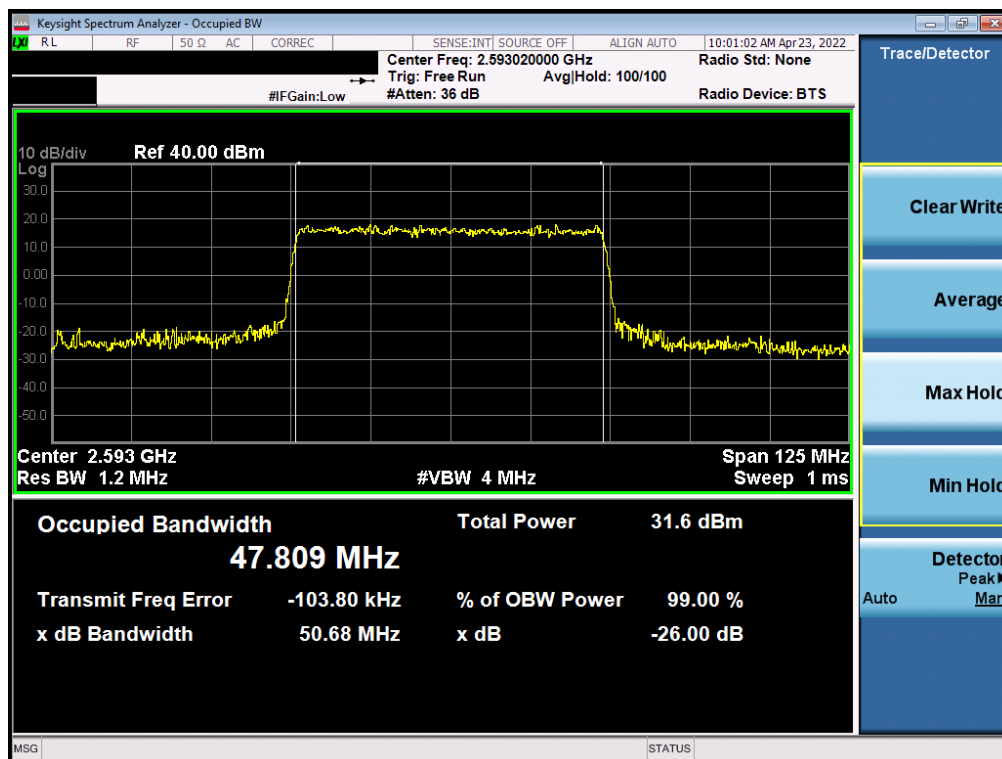 Keysight Spectrum Analyzer - Occupied BW
LXI RL RF 50 Ω AC CORREC SENSE:INT SOURCE OFF ALIGN AUTO 10:01:02 AM Apr 23, 2022
Center Freq: 2.593020000 GHz Radio Std: None
Trig: Free Run Avg|Hold: 100/100
#IFGain:Low #Atten: 36 dB Radio Device: BTS
10 dB/div Ref 40.00 dBm
Log
30.0
20.0
10.0
0.00
-10.0
-20.0
-30.0
-40.0
-50.0
Center 2.593 GHz Span 125 MHz
Res BW 1.2 MHz #VBW 4 MHz Sweep 1 ms
Occupied Bandwidth Total Power 31.6 dBm
47.809 MHz
Transmit Freq Error -103.80 kHz % of OBW Power 99.00 %
x dB Bandwidth 50.68 MHz x dB -26.00 dB
MSG STATUS
Trace/Detector
Clear Write
Average
Max Hold
Min Hold
Detector
Peak
Auto Man